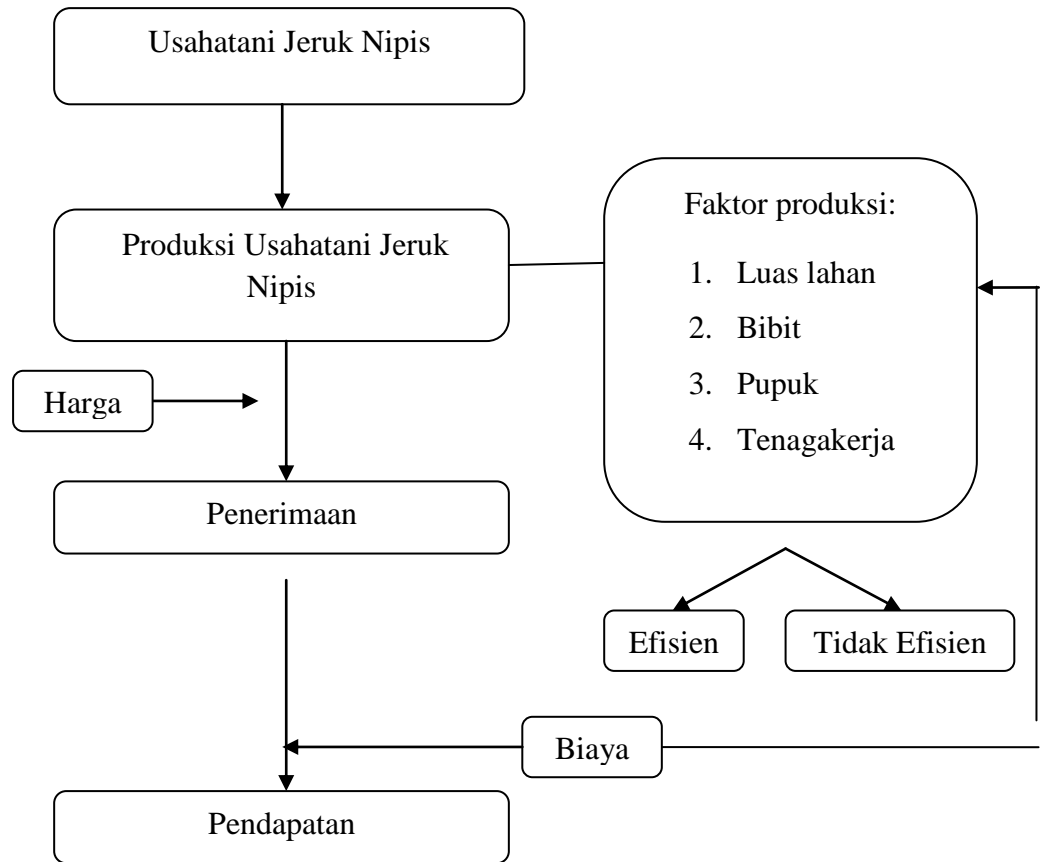 Usahatani Jeruk Nipis
Produksi Usahatani Jeruk
Nipis
Faktor produksi:
1. Luas lahan
2. Bibit
3. Pupuk
4. Tenagakerja
Harga
Penerimaan
Efisien
Tidak Efisien
Biaya
Pendapatan